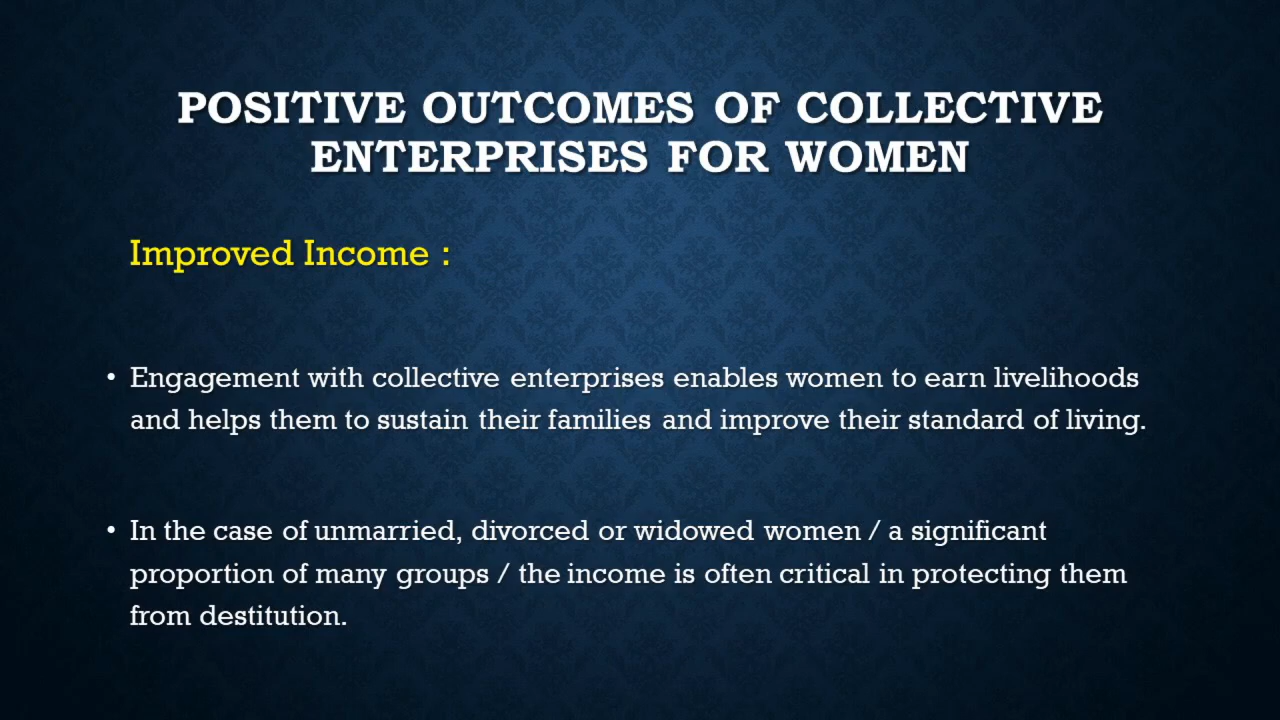 POSITIVE OUTCOMES OF COLLECTIVE
ENTERPRISES FOR WOMEN
Improved Income :
• Engagement with collective enterprises enables women to earn livelihoods
and helps them to sustain their families and improve their standard of living.
• In the case of unmarried, divorced or widowed women / a significant
proportion of many groups / the income is often critical in protecting them
from destitution.